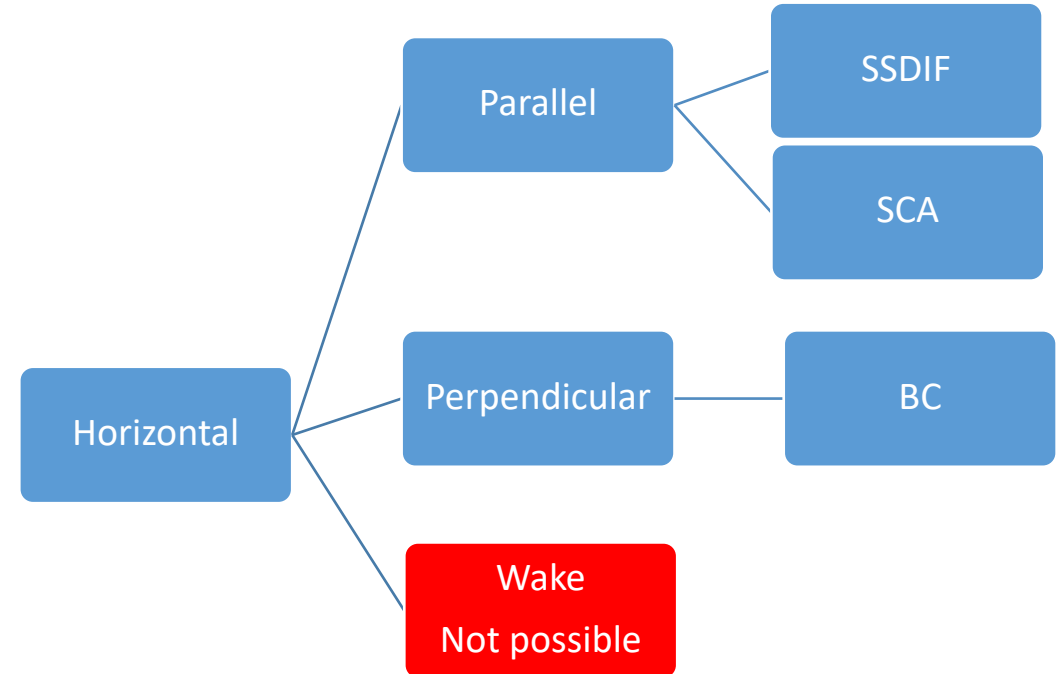 Horizontal
Parallel
SSDIF
SCA
Perpendicular
BC
Wake
Not possible